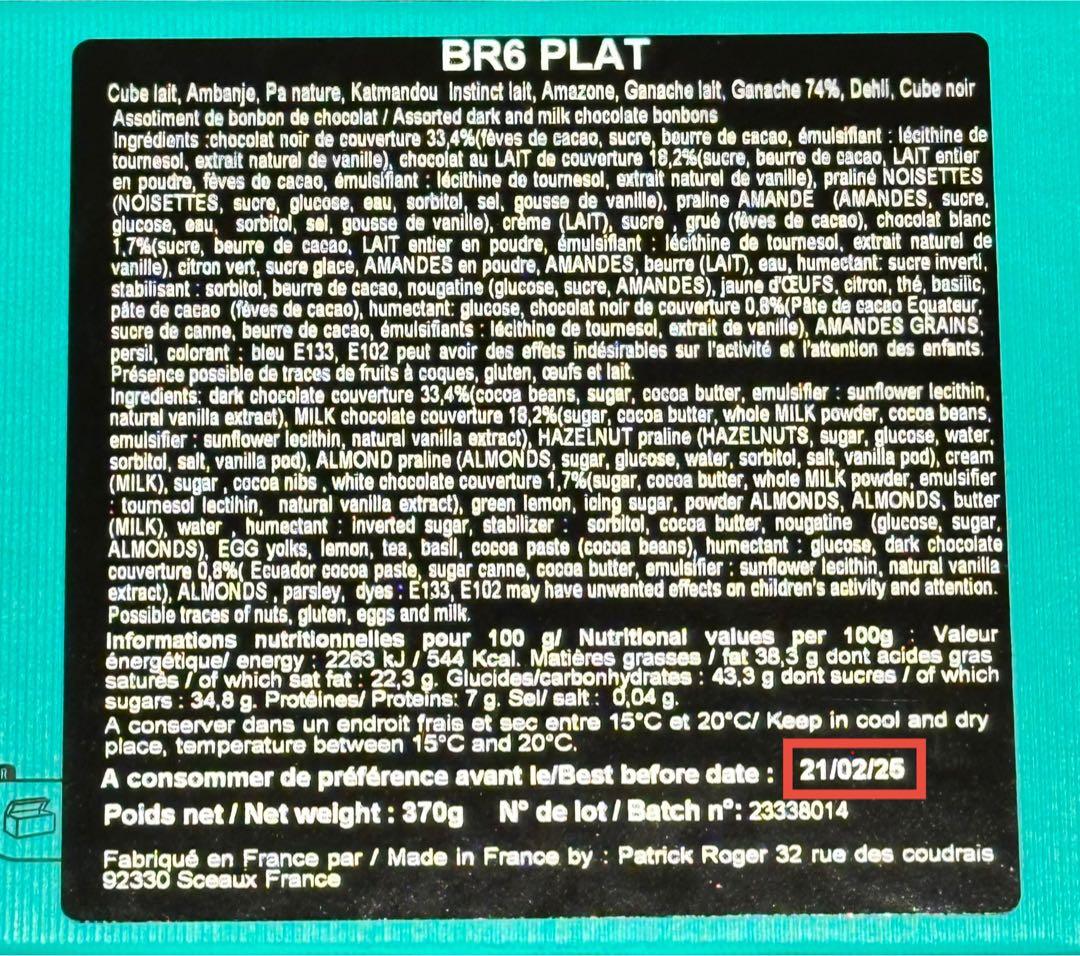 BR6 PLAT
Cube lait, Ambanje, Pa nature, Katmandou Instinct lait, Amazone, Ganache lait, Ganache 74%, Dehli, Cube noir
Assotiment de bonbon de chocolat / Assorted dark and milk chocolate bonbons
Ingrédients :chocolat noir de couverture 33,4%(fèves de cacao, sucre, beurre de cacao, émulsifiant : lécithine de
tournesol, extrait naturel de vanille), chocolat au LAIT de couverture 18,2%(sucre, beurre de cacao, LAIT entier
en poudre, fèves de cacao, émulsifiant : lécithine de tournesol, extrait naturel de vanille), praliné NOISETTES
(NOISETTES, sucre, glucose, eau, sorbitol, sel, gousse de vanille), praline AMANDE (AMANDES, sucre,
glucose, eau, sorbitol, sel, gousse de vanille), crème (LAIT), sucre , grué (fèves de cacao), chocolat blanc
1,7%(sucre, beurre de cacao, LAIT entier en poudre, émulsifiant : lécithine de tournesol, extrait naturel de
vanille), citron vert, sucre glace, AMANDES en poudre, AMANDES, beurre (LAIT), eau, humectant: sucre inverti,
stabilisant : sorbitol, beurre de cacao, nougatine (glucose, sucre, AMANDES), jaune d'ŒUFS, citron, thé, basilic,
pâte de cacao (fèves de cacao), humectant: glucose, chocolat noir de couverture 0,8%(Pâte de cacao Equateur,
sucre de canne, beurre de cacao, émulsifiants : lécithine de tournesol, extrait de vanille), AMANDES GRAINS,
persil, colorant : bleu E133, E102 peut avoir des effets indésirables sur l'activité et l'attention des enfants.
Présence possible de traces de fruits à coques, gluten, œufs et lait.
Ingredients: dark chocolate couverture 33,4%(cocoa beans, sugar, cocoa butter, emulsifier : sunflower lecithin,
natural vanilla extract), MILK chocolate couverture 18,2%(sugar, cocoa butter, whole MILK powder, cocoa beans,
emulsifier : sunflower lecithin, natural vanilla extract), HAZELNUT praline (HAZELNUTS, sugar, glucose, water,
sorbitol, salt, vanilla pod), ALMOND praline (ALMONDS, sugar, glucose, water, sorbitol, salt, vanilla pod), cream
(MILK), sugar , cocoa nibs , white chocolate couverture 1,7%(sugar, cocoa butter, whole MILK powder, emulsifier
: tournesol lectihin, natural vanilla extract), green lemon, icing sugar, powder ALMONDS, ALMONDS, butter
(MILK), water , humectant : inverted sugar, stabilizer : sorbitol, cocoa butter, nougatine (glucose, sugar,
ALMONDS), EGG yolks, lemon, tea, basil, cocoa paste (cocoa beans), humectant : glucose, dark chocolate
couverture 0,8%( Ecuador cocoa paste, sugar canne, cocoa butter, emulsifier : sunflower lecithin, natural vanilla
extract), ALMONDS , parsley, dyes : E133, E102 may have unwanted effects on children's activity and attention.
Possible traces of nuts, gluten, eggs and milk.
Informations nutritionnelles pour 100 g/ Nutritional values per 100g : Valeur
énergétique/ energy : 2263 kJ / 544 Kcal. Matières grasses / fat 38,3 g dont acides gras
saturés / of which sat fat : 22,3 g. Glucides/carbonhydrates : 43,3 g dont sucres / of which
sugars : 34,8 g. Protéines/ Proteins: 7 g. Sel/ salt : 0,04 g.
A conserver dans un endroit frais et sec entre 15°C et 20°C/ Keep in cool and dry
place, temperature between 15°C and 20°C.
A consommer de préférence avant le/Best before date : 21/02/25
Poids net / Net weight : 370g N° de lot / Batch n°: 23338014
Fabriqué en France par / Made in France by : Patrick Roger 32 rue des coudrais
92330 Sceaux France